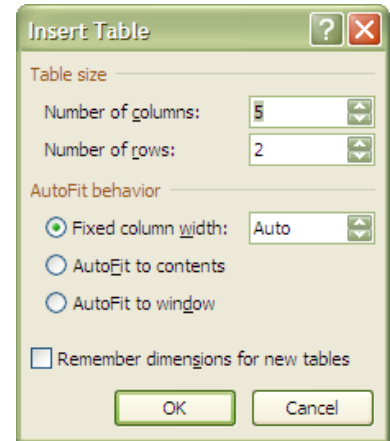 Insert Table
?
Table size
Number of columns: 5
Number of rows: 2
AutoFit behavior
Fixed column width: Auto
AutoFit to contents
AutoFit to window
Remember dimensions for new tables
OK Cancel